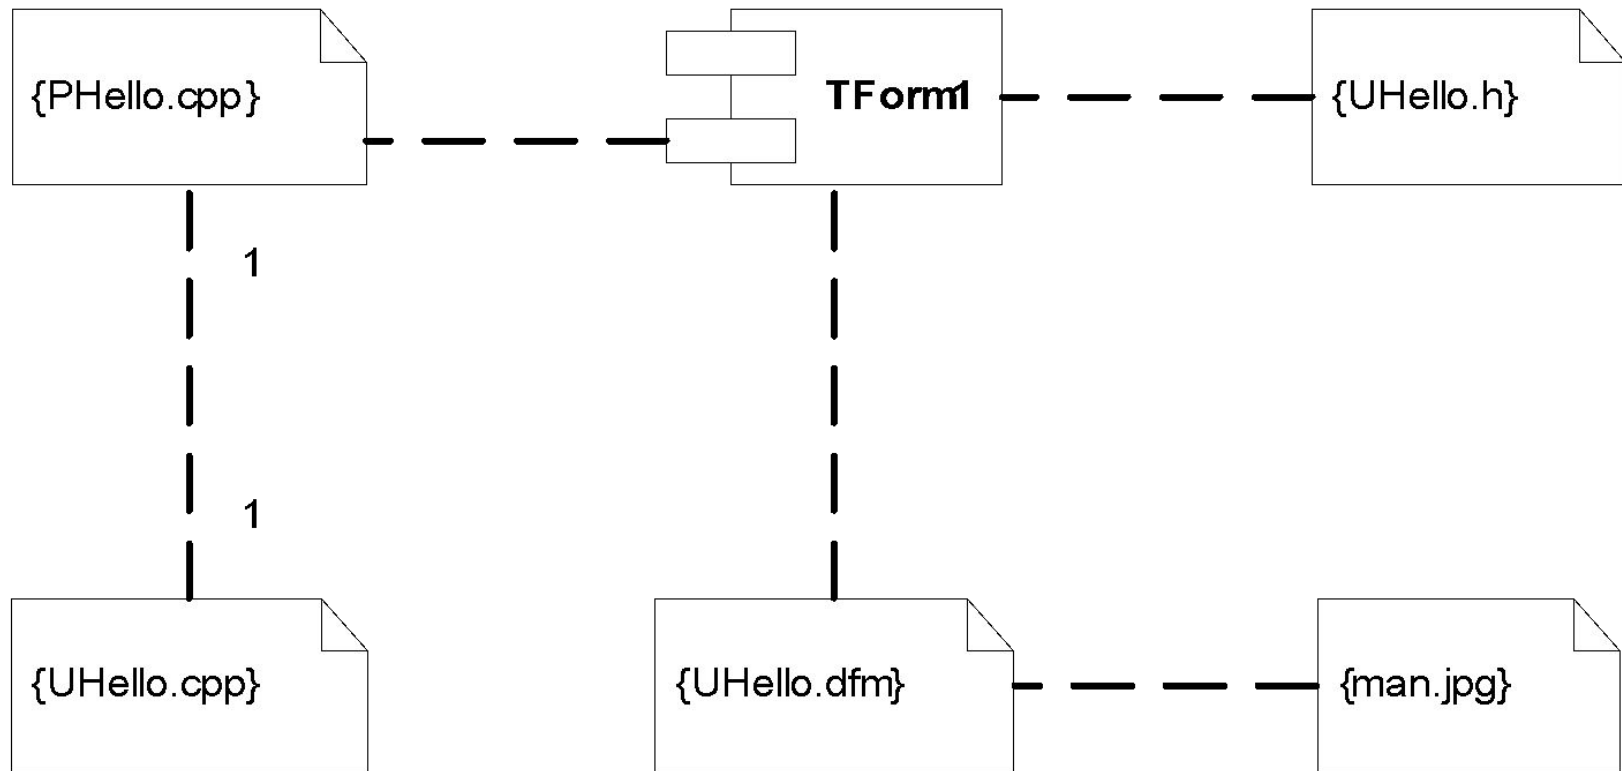 {PHello.cpp}
TForm1
{UHello.h}
1
1
{UHello.cpp}
{UHello.dfm}
{man.jpg}